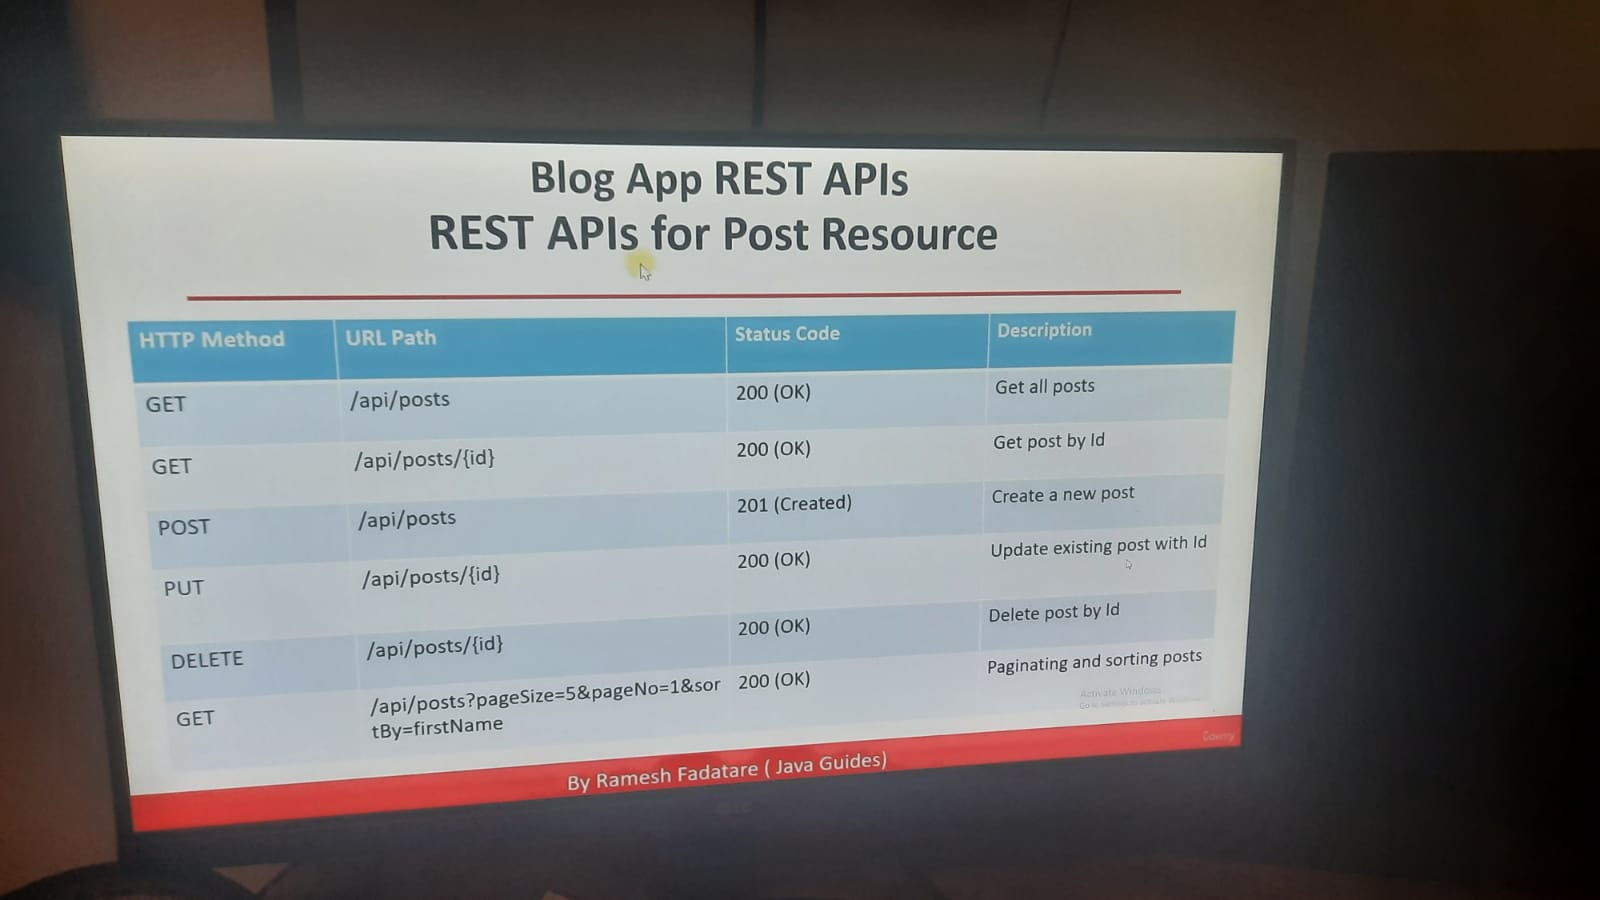 Blog App REST APIs
REST APIs for Post Resource
HTTP Method URL Path Status Code Description
GET /api/posts 200 (OK) Get all posts
GET /api/posts/{id} 200 (OK) Get post by Id
POST /api/posts 201 (Created) Create a new post
PUT /api/posts/{id} 200 (OK) Update existing post with Id
DELETE /api/posts/{id} 200 (OK) Delete post by Id
GET /api/posts?pageSize=5&pageNo=1&sor 200 (OK) Paginating and sorting posts
tBy=firstName
Activate Windows
Go to Settings to activate Windows.
Udemy
By Ramesh Fadatare ( Java Guides)